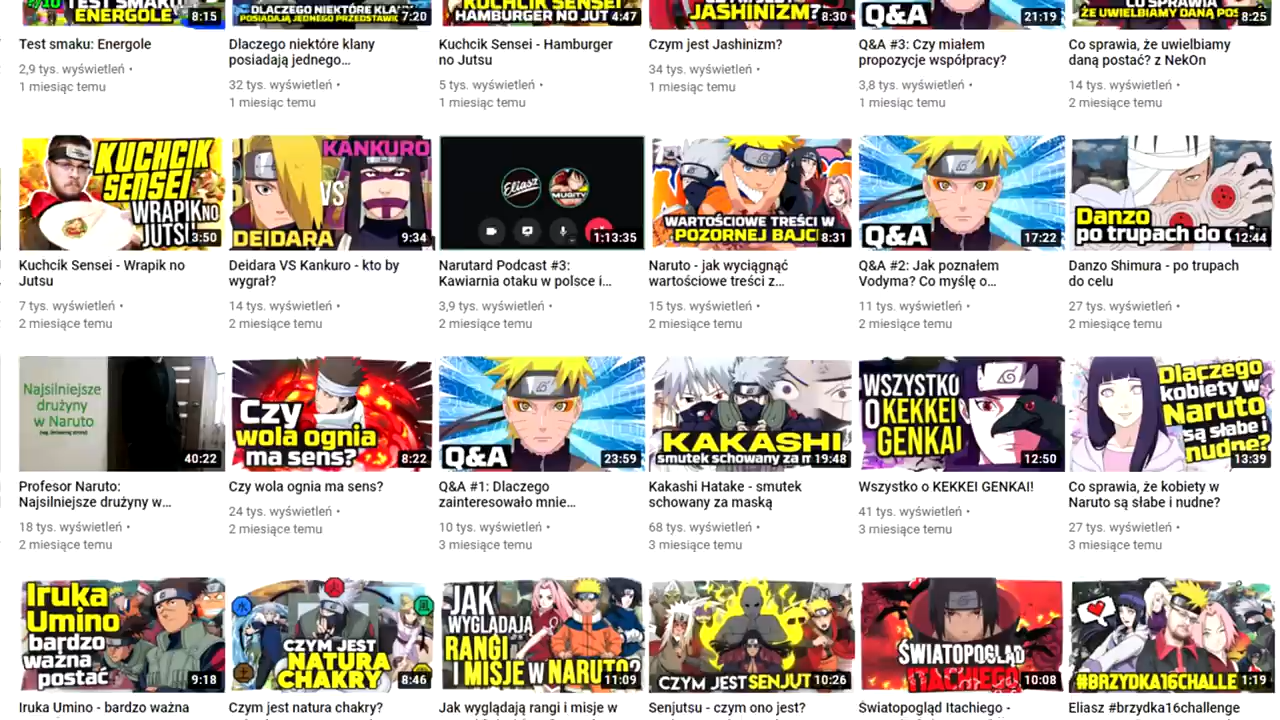 TEST SMAKU
ENERGOLE
8:15
DLACZEGO NIEKTÓRE KLANY
POSIADAJĄ JEDNEGO PRZEDSTAWIC
7:20
KUCHCIK SENSEI
HAMBURGER NO JUT
4:47
JASHINIZM?
8:30
Q&A
21:19
CO SPRAWIA,
ŻE UWIELBIAMY DANĄ POS
8:25
Test smaku: Energole
2,9 tys. wyświetleń •
1 miesiąc temu
Dlaczego niektóre klany
posiadają jednego...
32 tys. wyświetleń •
1 miesiąc temu
Kuchcik Sensei - Hamburger
no Jutsu
5 tys. wyświetleń •
1 miesiąc temu
Czym jest Jashinizm?
34 tys. wyświetleń •
1 miesiąc temu
Q&A #3: Czy miałem
propozycje współpracy?
3,8 tys. wyświetleń •
1 miesiąc temu
Co sprawia, że uwielbiamy
daną postać? z NekOn
14 tys. wyświetleń •
2 miesiące temu
KUCHCIK
SENSEI
WRAPIK NO
JUTSU
3:50
KANKURO
VS
DEIDARA
9:34
Eliasz
MUGITV
1:13:35
WARTOŚCIOWE TREŚCI W
POZORNEJ BAJC
8:31
Q&A
17:22
Danzo
po trupach do celu
12:44
Kuchcik Sensei - Wrapik no
Jutsu
7 tys. wyświetleń •
2 miesiące temu
Deidara VS Kankuro - kto by
wygrał?
14 tys. wyświetleń •
2 miesiące temu
Narutard Podcast #3:
Kawiarnia otaku w polsce i...
3,9 tys. wyświetleń •
2 miesiące temu
Naruto - jak wyciągnąć
wartościowe treści z...
15 tys. wyświetleń •
2 miesiące temu
Q&A #2: Jak poznałem
Vodyma? Co myślę o...
11 tys. wyświetleń •
2 miesiące temu
Danzo Shimura - po trupach
do celu
27 tys. wyświetleń •
2 miesiące temu
Najsilniejsze
drużyny
w Naruto
40:22
Czy
wola ognia
ma sens?
8:22
Q&A
23:59
KAKASHI
smutek schowany za m
19:48
WSZYSTKO
O KEKKEI
GENKAI
12:50
Dlaczego
kobiety w
Naruto
są słabe i
nudne?
13:39
Profesor Naruto:
Najsilniejsze drużyny w...
18 tys. wyświetleń •
2 miesiące temu
Czy wola ognia ma sens?
24 tys. wyświetleń •
2 miesiące temu
Q&A #1: Dlaczego
zainteresowało mnie...
10 tys. wyświetleń •
3 miesiące temu
Kakashi Hatake - smutek
schowany za maską
68 tys. wyświetleń •
3 miesiące temu
Wszystko o KEKKEI GENKAI!
41 tys. wyświetleń •
3 miesiące temu
Co sprawia, że kobiety w
Naruto są słabe i nudne?
27 tys. wyświetleń •
3 miesiące temu
Iruka
Umino
bardzo
ważna
postać
9:18
水
火
風
CZYM JEST
NATURA
CHAKRY
8:46
JAK
WYGLĄDAJĄ
RANGI
I MISJE W NARUTO?
11:09
CZYM JEST SENJUT
10:26
ŚWIATOPOGLĄD
ITACHIEGO
10:08
#BRZYDKA16CHALLE
1:19
Iruka Umino - bardzo ważna
Czym jest natura chakry?
Jak wyglądają rangi i misje w
Senjutsu - czym ono jest?
Światopogląd Itachiego -
Eliasz #brzydka16challenge